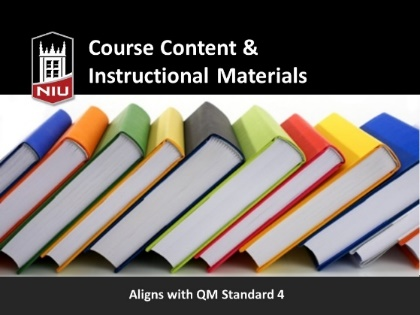 Course Content &
Instructional Materials
NIU
Aligns with QM Standard 4